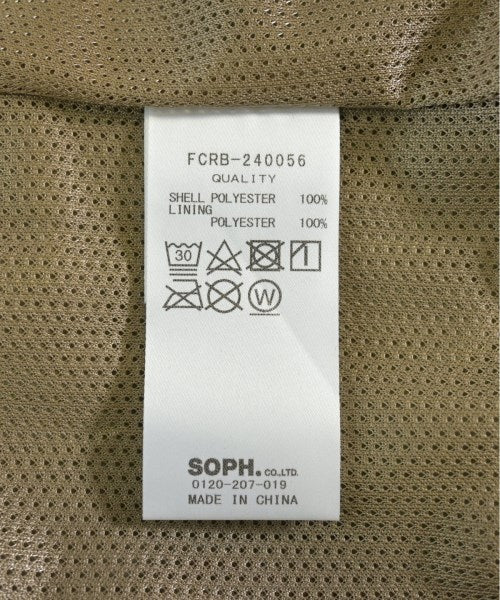 FCRB-240056
QUALITY
SHELL POLYESTER 100%
LINING
POLYESTER 100%
30
W
SOPH. CO.,LTD.
0120-207-019
MADE IN CHINA